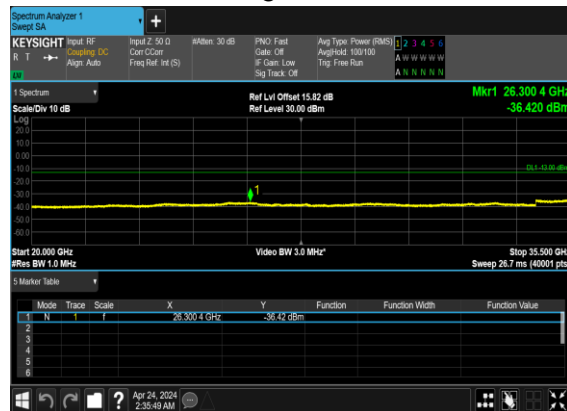 Spectrum Analyzer 1
Swept SA
KEYSIGHT Input: RF Input Z: 50 Ω #Atten: 30 dB PNO: Fast Avg Type: Power (RMS) 1 2 3 4 5 6
R T Coupling: DC Corr CCorr Gate: Off Avg|Hold: 100/100 A W W W W W
Align: Auto Freq Ref: Int (S) IF Gain: Low Trig: Free Run
LW Sig Track: Off A N N N N N
1 Spectrum Ref Lvl Offset 15.82 dB Mkr1 26.300 4 GHz
Scale/Div 10 dB Ref Level 30.00 dBm -36.420 dBm
Log
20.0
10.0
0.00
-10.0
DL1 -13.00 dBm
-20.0
-30.0
1
-40.0
-50.0
-60.0
Start 20.000 GHz Video BW 3.0 MHz* Stop 35.500 GHz
#Res BW 1.0 MHz Sweep 26.7 ms (40001 pts)
5 Marker Table
Mode Trace Scale X Y Function Function Width Function Value
1 N 1 f 26.300 4 GHz -36.42 dBm
2
3
4
5
6
? Apr 24, 2024
2:35:49 AM